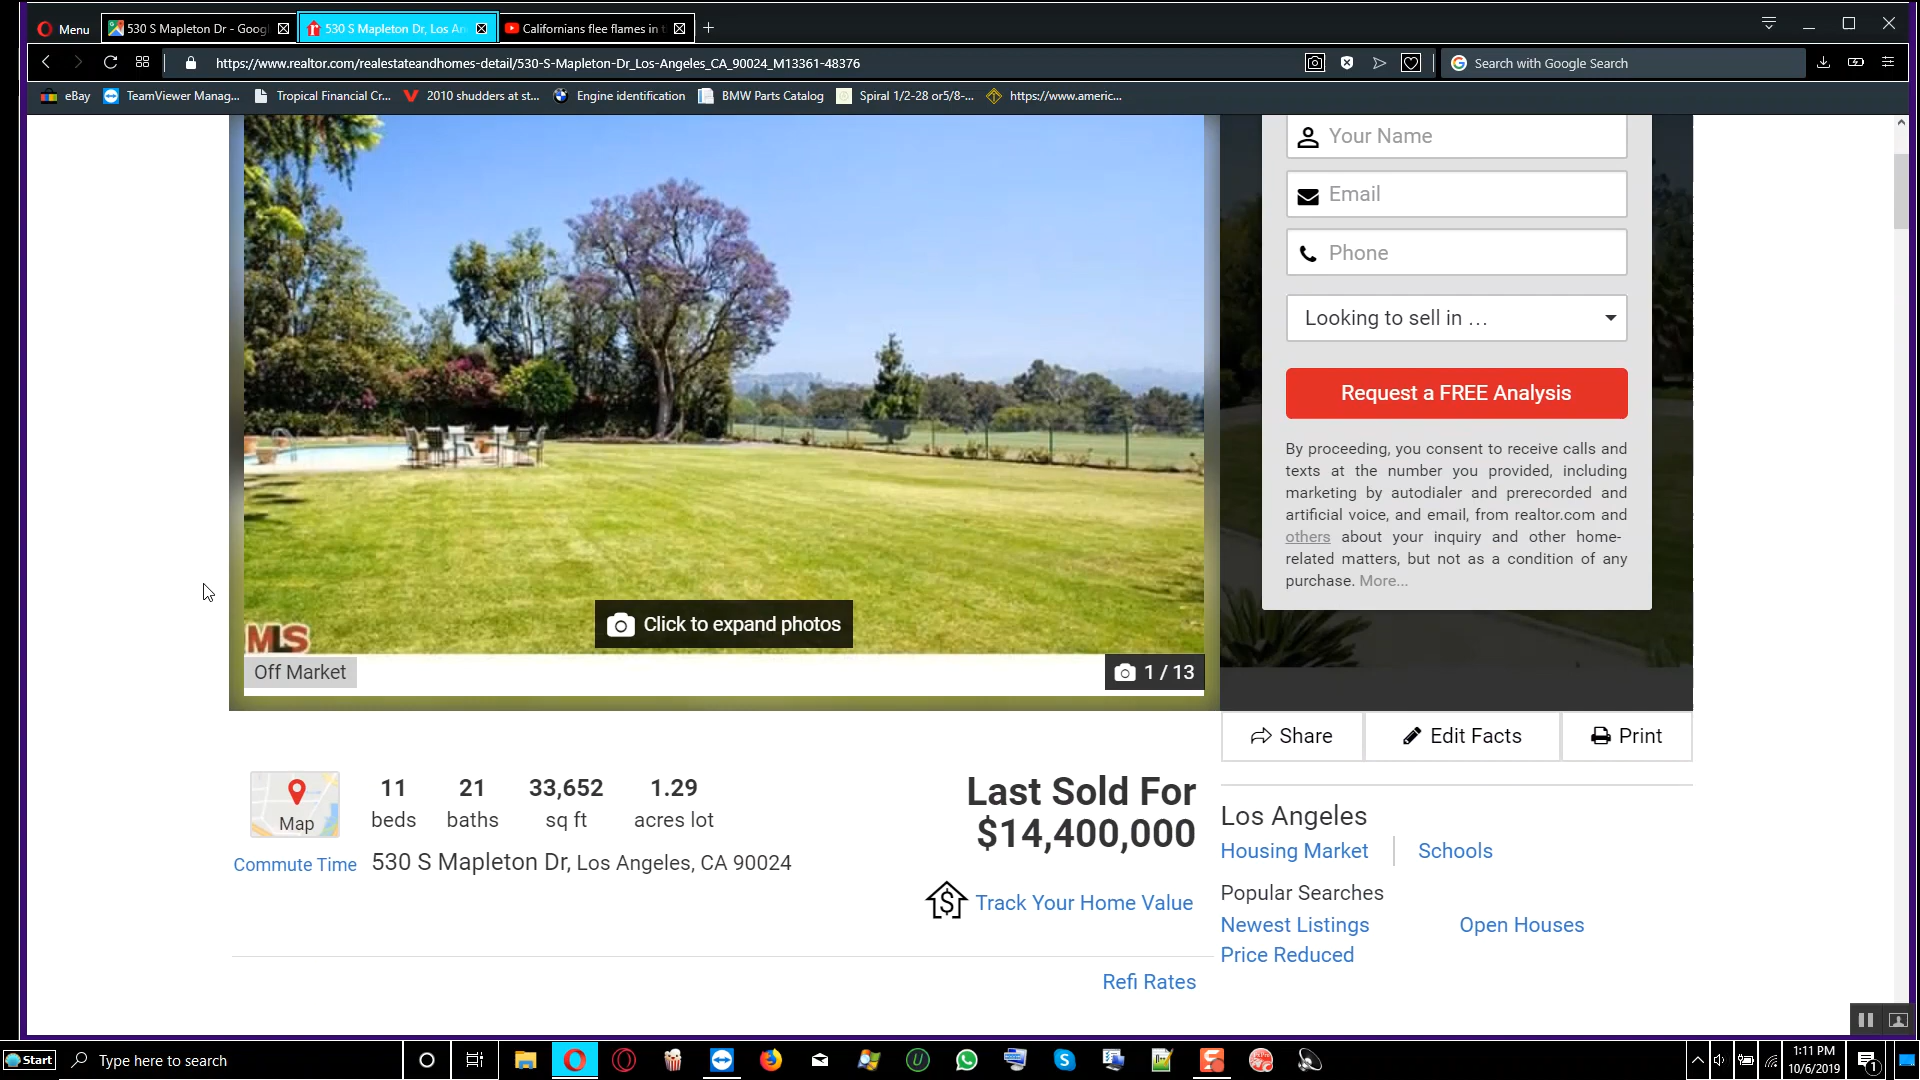 Menu
530 S Mapleton Dr - Goog
530 S Mapleton Dr, Los An
Californians flee flames in t
https://www.realtor.com/realestateandhomes-detail/530-S-Mapleton-Dr_Los-Angeles_CA_90024_M13361-48376
Search with Google Search
eBay
TeamViewer Manag...
Tropical Financial Cr...
2010 shudders at st...
Engine identification
BMW Parts Catalog
Spiral 1/2-28 or5/8-...
https://www.americ...
Your Name
Email
Phone
Looking to sell in …
Request a FREE Analysis
By proceeding, you consent to receive calls and
texts at the number you provided, including
marketing by autodialer and prerecorded and
artificial voice, and email, from realtor.com and
others about your inquiry and other home-
related matters, but not as a condition of any
purchase. More...
Click to expand photos
MLS
Off Market
1 / 13
Share
Edit Facts
Print
11
beds
21
baths
33,652
sq ft
1.29
acres lot
Map
Commute Time
530 S Mapleton Dr, Los Angeles, CA 90024
Last Sold For
$14,400,000
Track Your Home Value
Refi Rates
Los Angeles
Housing Market
Schools
Popular Searches
Newest Listings
Open Houses
Price Reduced
Start
Type here to search
1:11 PM
10/6/2019
1